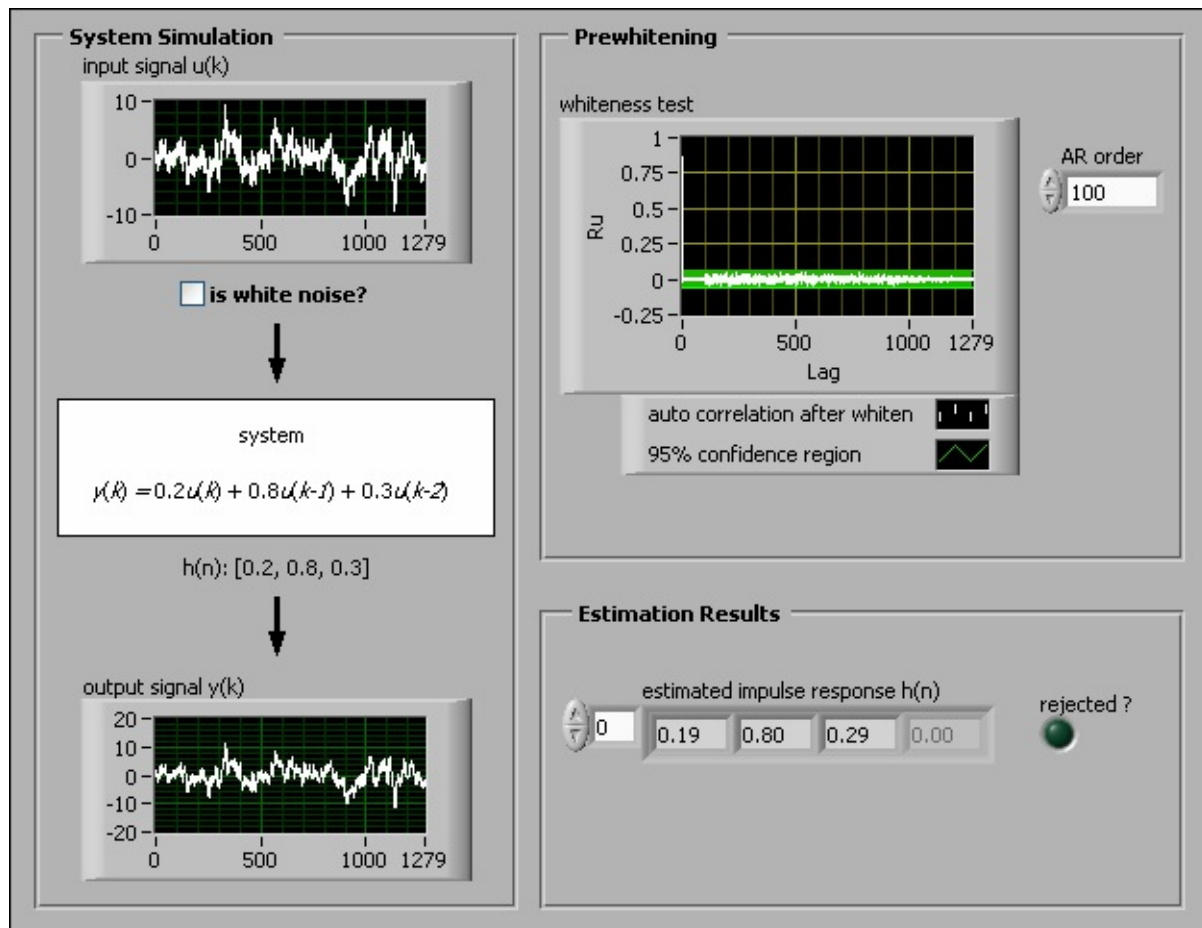 System Simulation
input signal u(k)
10
0
-10
0 500 1000 1279
is white noise?
system
y(k) = 0.2u(k) + 0.8u(k-1) + 0.3u(k-2)
h(n): [0.2, 0.8, 0.3]
output signal y(k)
20
10
0
-10
-20
0 500 1000 1279
Prewhitening
whiteness test
1
0.75
0.5
0.25
0
-0.25
Ru
0 500 1000 1279
Lag
auto correlation after whiten
95% confidence region
AR order
100
Estimation Results
estimated impulse response h(n)
0 0.19 0.80 0.29 0.00
rejected ?